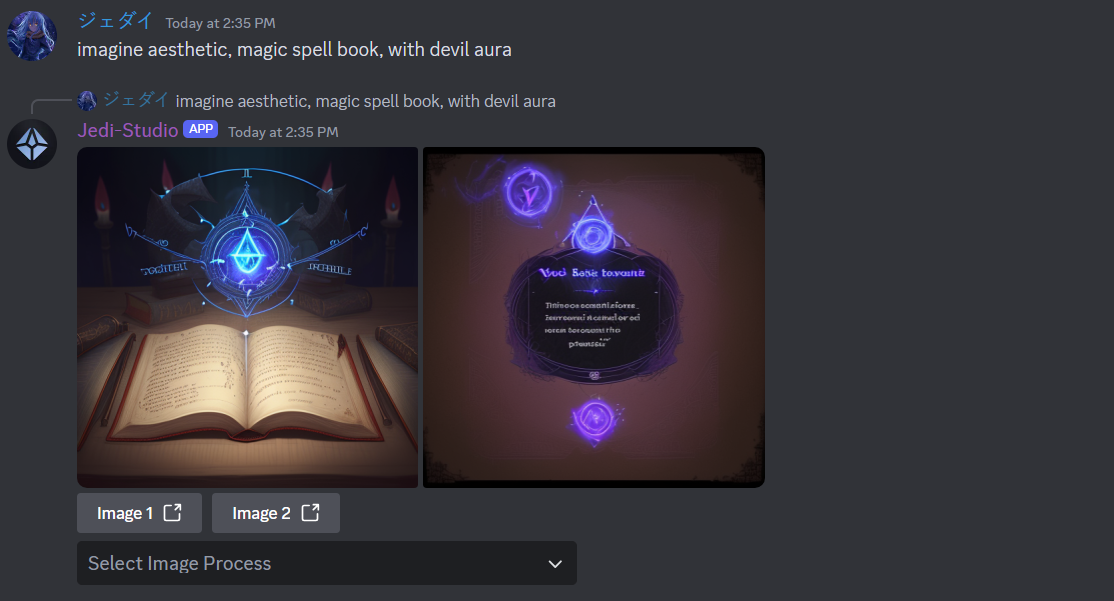 ジェダイ Today at 2:35 PM
imagine aesthetic, magic spell book, with devil aura
ジェダイ imagine aesthetic, magic spell book, with devil aura
Jedi-Studio APP Today at 2:35 PM
Image 1 Image 2
Select Image Process